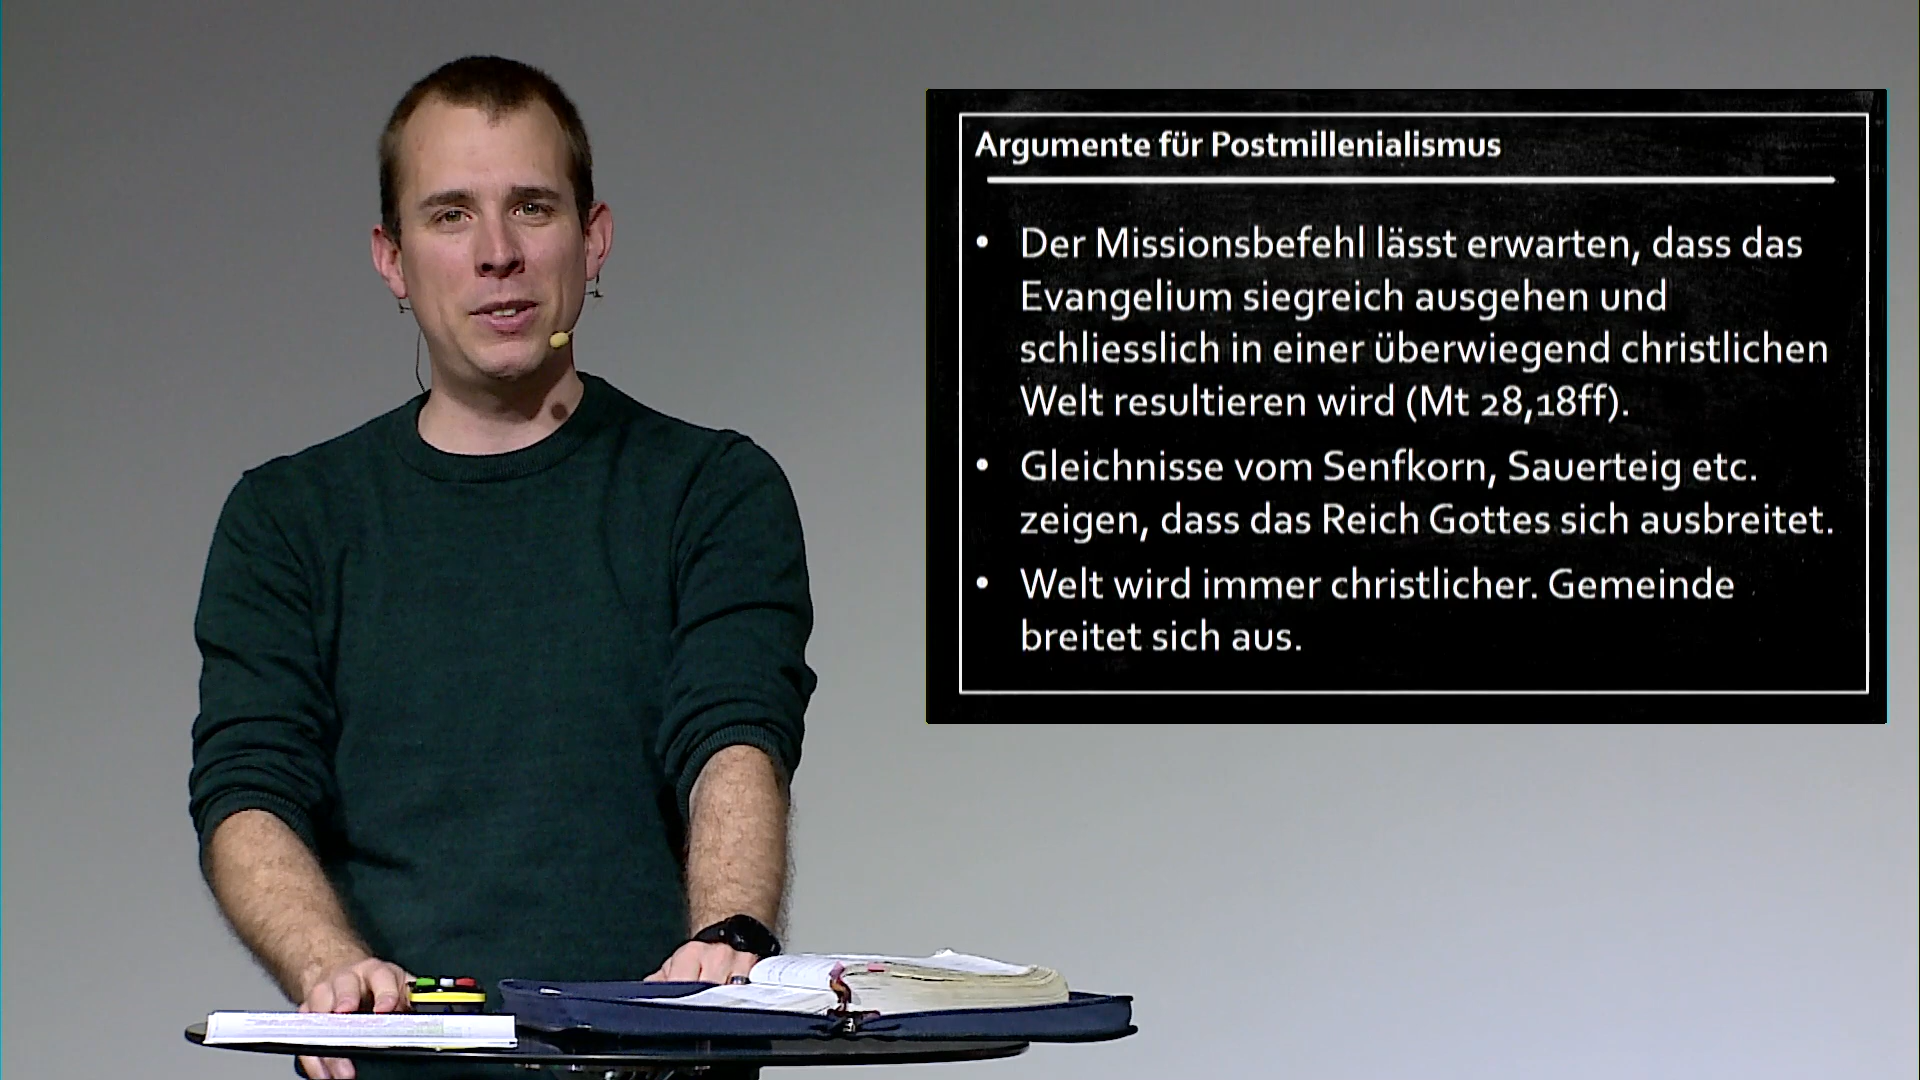 Argumente für Postmillenialismus
• Der Missionsbefehl lässt erwarten, dass das
Evangelium siegreich ausgehen und
schliesslich in einer überwiegend christlichen
Welt resultieren wird (Mt 28,18ff).
• Gleichnisse vom Senfkorn, Sauerteig etc.
zeigen, dass das Reich Gottes sich ausbreitet.
• Welt wird immer christlicher. Gemeinde
breitet sich aus.